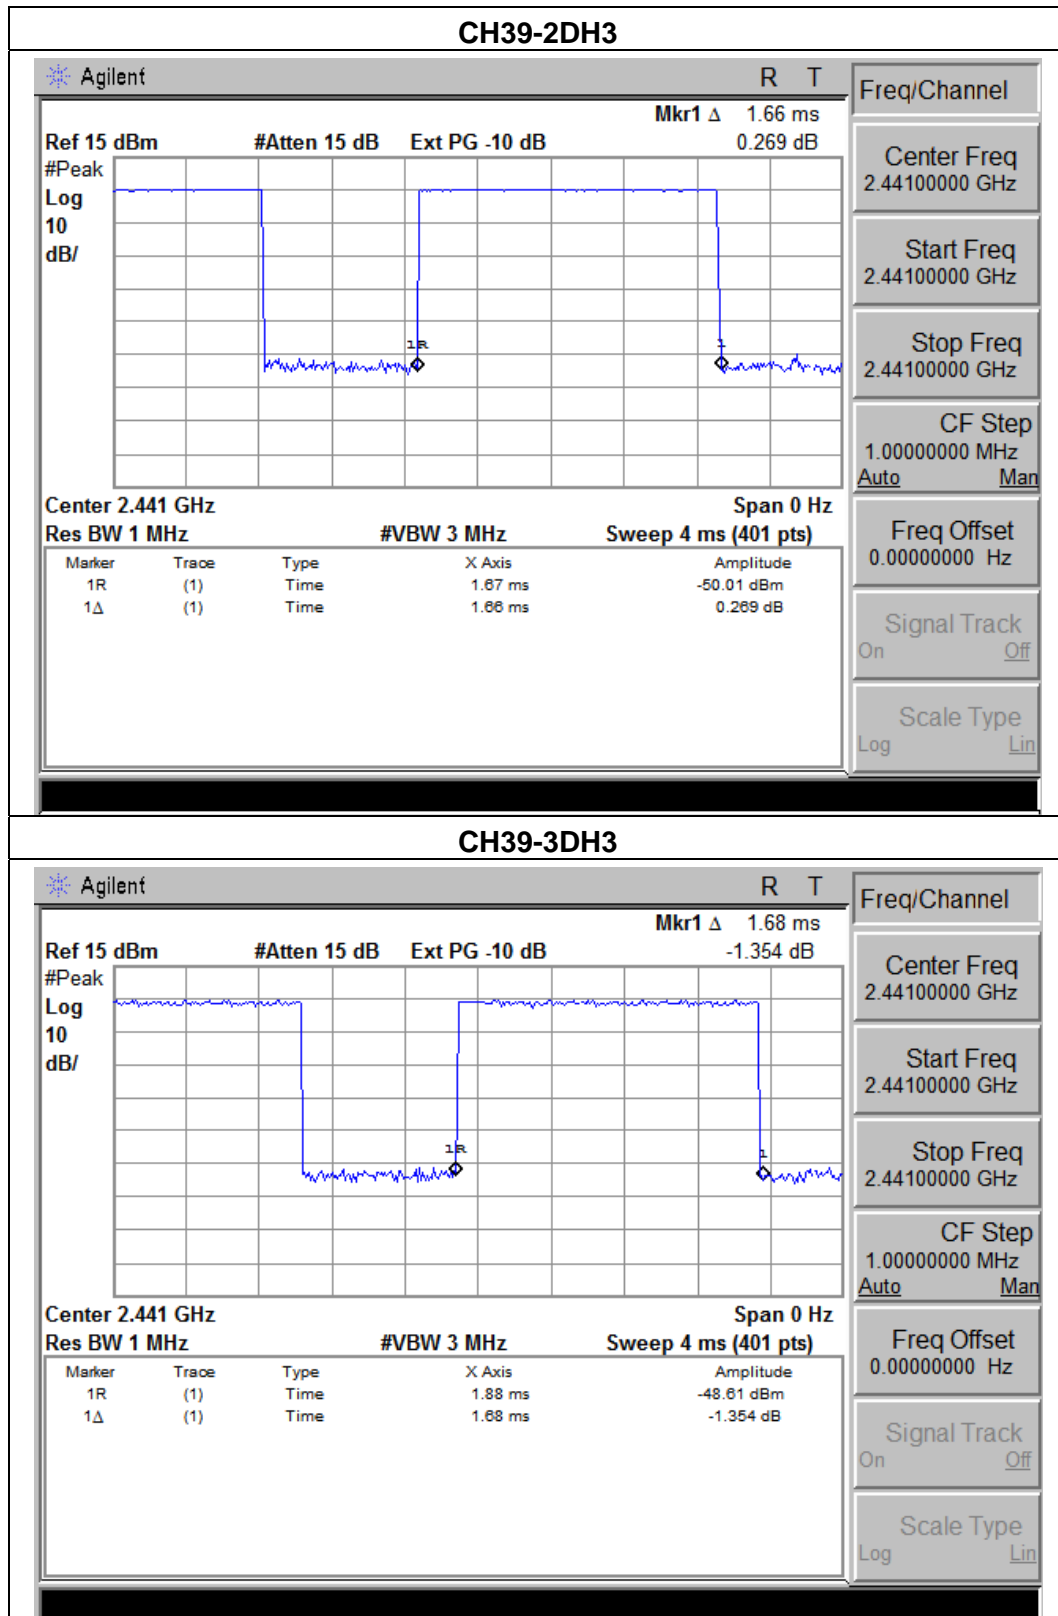 CH39-2DH3
Agilent R T
Freq/Channel
Mkr1 Δ 1.66 ms
Ref 15 dBm #Atten 15 dB Ext PG -10 dB 0.269 dB
#Peak
Log
10
dB/
1R
1
Center Freq
2.44100000 GHz
Start Freq
2.44100000 GHz
Stop Freq
2.44100000 GHz
CF Step
1.00000000 MHz
Auto Man
Freq Offset
0.00000000 Hz
Signal Track
On Off
Scale Type
Log Lin
Center 2.441 GHz Span 0 Hz
Res BW 1 MHz #VBW 3 MHz Sweep 4 ms (401 pts)
Marker Trace Type X Axis Amplitude
1R (1) Time 1.67 ms -50.01 dBm
1Δ (1) Time 1.66 ms 0.269 dB
CH39-3DH3
Agilent R T
Freq/Channel
Mkr1 Δ 1.68 ms
Ref 15 dBm #Atten 15 dB Ext PG -10 dB -1.354 dB
#Peak
Log
10
dB/
1R
1
Center Freq
2.44100000 GHz
Start Freq
2.44100000 GHz
Stop Freq
2.44100000 GHz
CF Step
1.00000000 MHz
Auto Man
Freq Offset
0.00000000 Hz
Signal Track
On Off
Scale Type
Log Lin
Center 2.441 GHz Span 0 Hz
Res BW 1 MHz #VBW 3 MHz Sweep 4 ms (401 pts)
Marker Trace Type X Axis Amplitude
1R (1) Time 1.88 ms -48.61 dBm
1Δ (1) Time 1.68 ms -1.354 dB